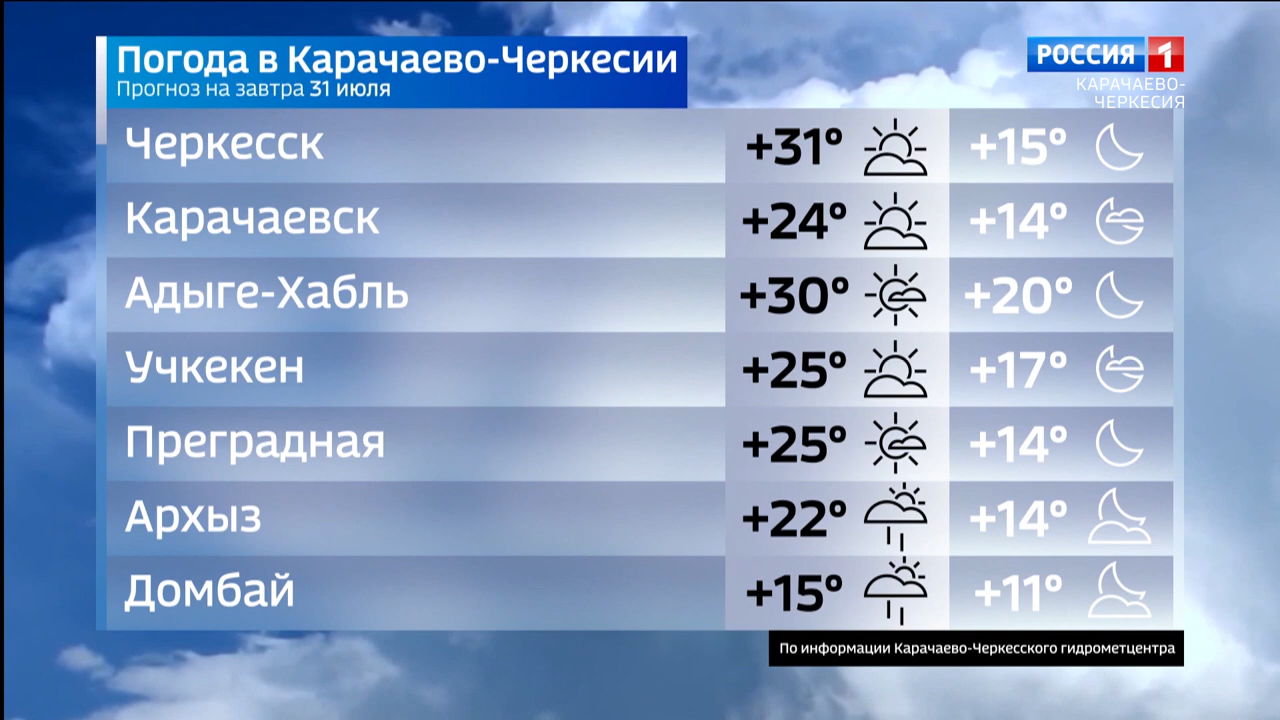 Погода в Карачаево-Черкесии
Прогноз на завтра 31 июля
РОССИЯ 1
КАРАЧАЕВО-
ЧЕРКЕСИЯ
Черкесск +31° +15°
Карачаевск +24° +14°
Адыге-Хабль +30° +20°
Учкекен +25° +17°
Преградная +25° +14°
Архыз +22° +14°
Домбай +15° +11°
По информации Карачаево-Черкесского гидрометцентра